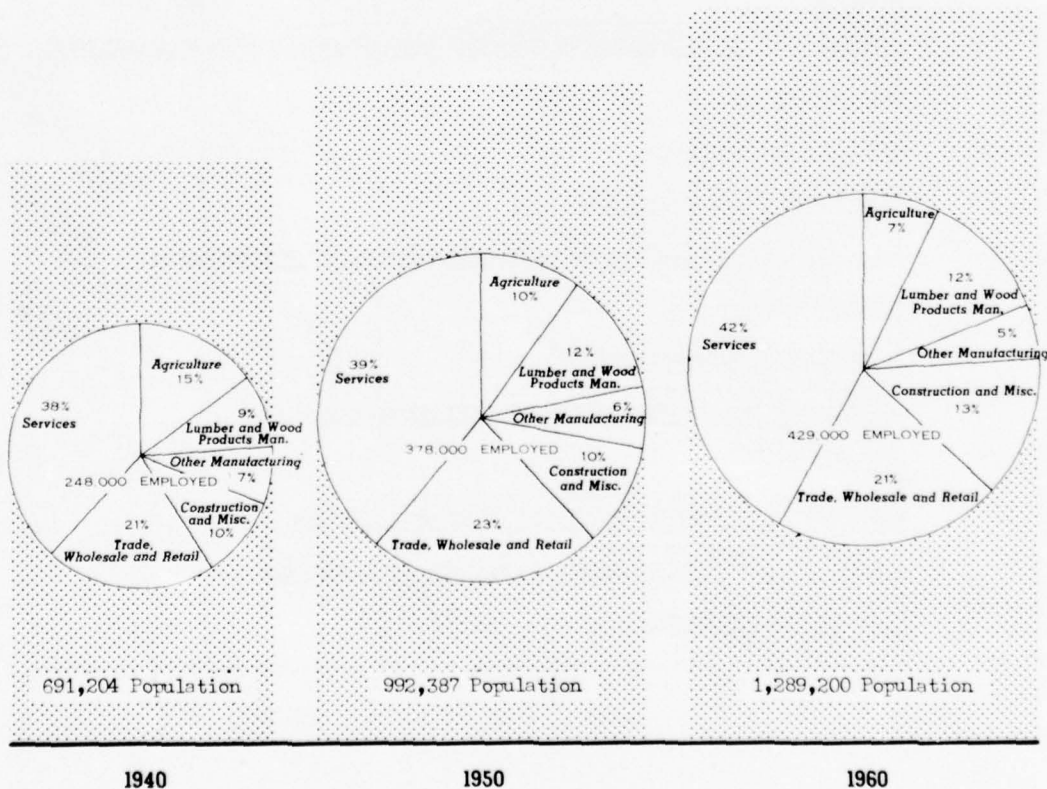 Agriculture
15%
9%
Lumber and Wood
Products Man.
Other Manufacturing
7%
Construction
and Misc.
10%
21%
Trade,
Wholesale and Retail
38%
Services
248,000 EMPLOYED
691,204 Population
1940
Agriculture
10%
12%
Lumber and Wood
Products Man.
6%
Other Manufacturing
10%
Construction
and Misc.
23%
Trade, Wholesale and Retail
39%
Services
378,000 EMPLOYED
992,387 Population
1950
Agriculture
7%
12%
Lumber and Wood
Products Man.
5%
Other Manufacturing
Construction and Misc.
13%
21%
Trade, Wholesale and Retail
42%
Services
429,000 EMPLOYED
1,289,200 Population
1960